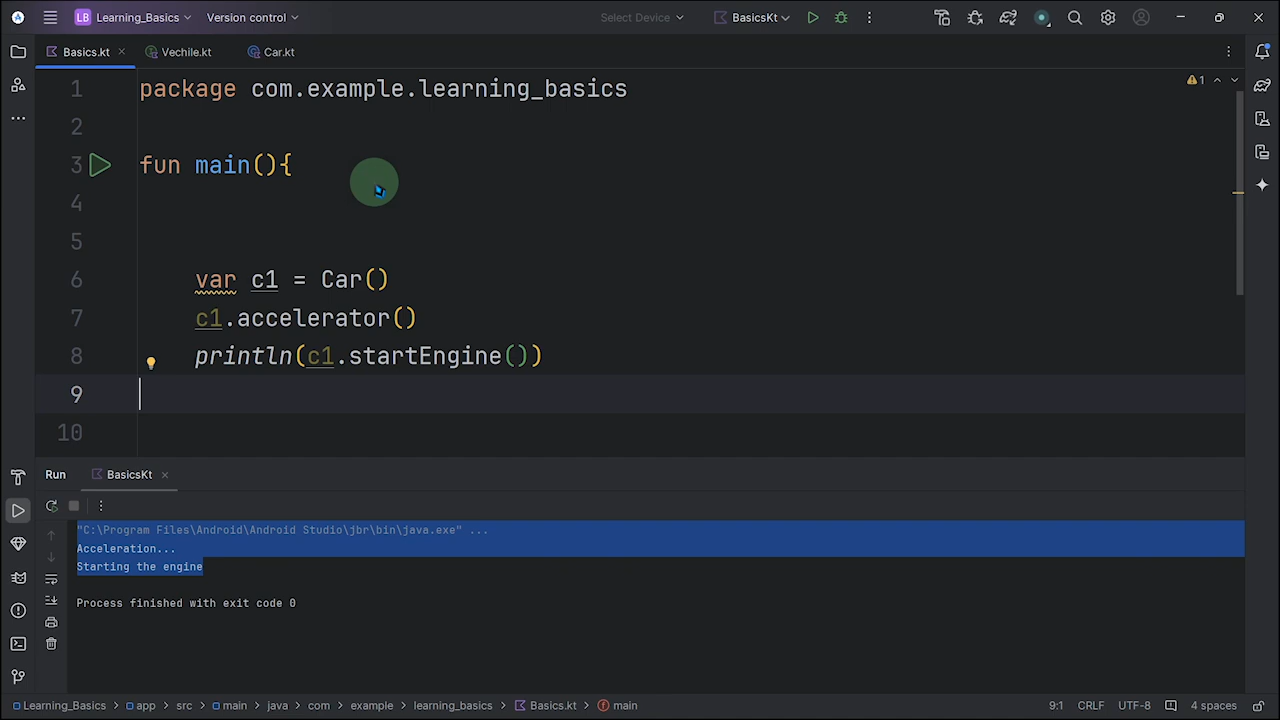 LB Learning_Basics Version control Select Device BasicsKt
Basics.kt Vechile.kt Car.kt
1 package com.example.learning_basics 1
2
3 fun main(){
4
5
6 var c1 = Car()
7 c1.accelerator()
8 println(c1.startEngine())
9
10
Run BasicsKt
"C:\Program Files\Android\Android Studio\jbr\bin\java.exe" ...
Acceleration...
Starting the engine
Process finished with exit code 0
Learning_Basics > app > src > main > java > com > example > learning_basics > Basics.kt > main 9:1 CRLF UTF-8 4 spaces